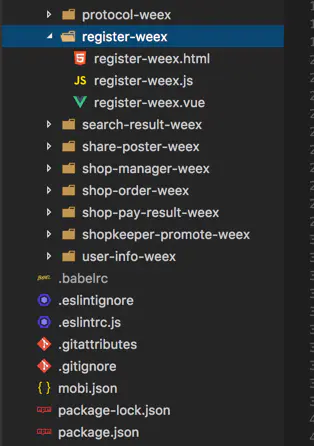 protocol-weex
register-weex
register-weex.html
JS register-weex.js
register-weex.vue
search-result-weex
share-poster-weex
shop-manager-weex
shop-order-weex
shop-pay-result-weex
shopkeeper-promote-weex
user-info-weex
.babelrc
.eslintignore
.eslintrc.js
.gitattributes
.gitignore
{ } mobi.json
package-lock.json
package.json